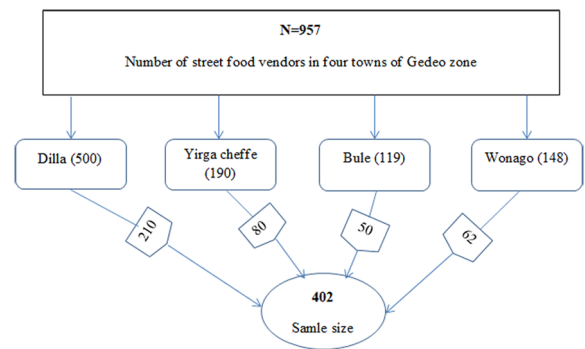 N=957
Number of street food vendors in four towns of Gedeo zone
Dilla (500)
Yirga cheffe
(190)
Bule (119)
Wonago (148)
210
80
50
62
402
Samle size